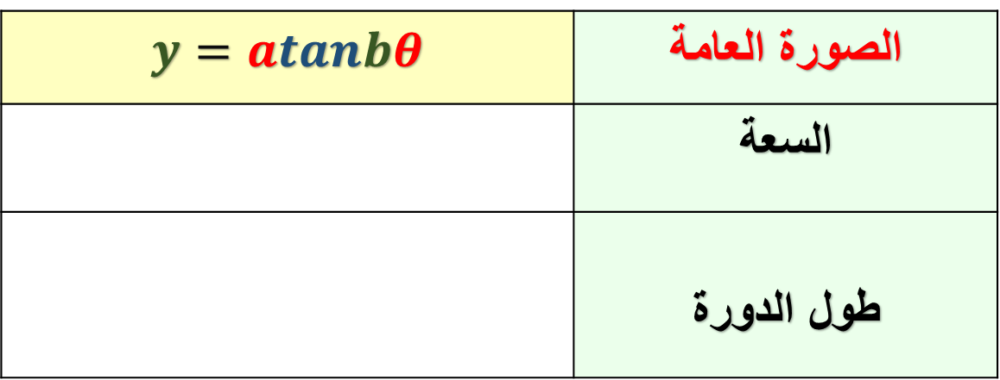 الصورة العامة
y = atanbθ
السعة
طول الدورة